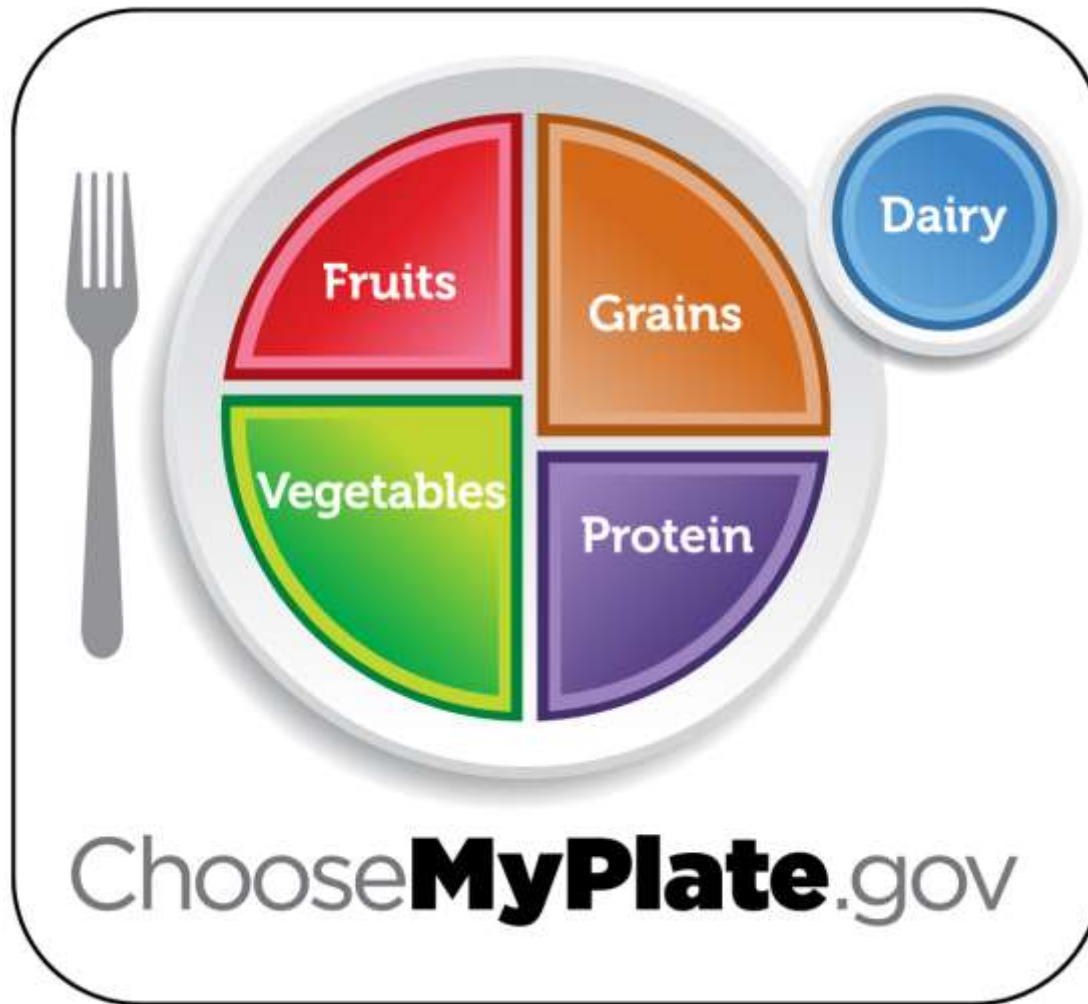 Fruits
Grains
Dairy
Vegetables
Protein
ChooseMyPlate.gov